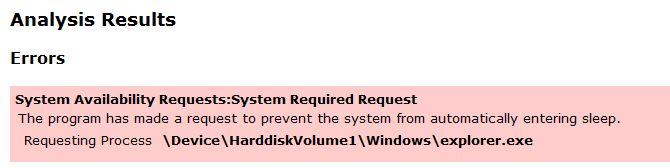 Analysis Results
Errors
System Availability Requests:System Required Request
The program has made a request to prevent the system from automatically entering sleep.
Requesting Process \Device\HarddiskVolume1\Windows\explorer.exe